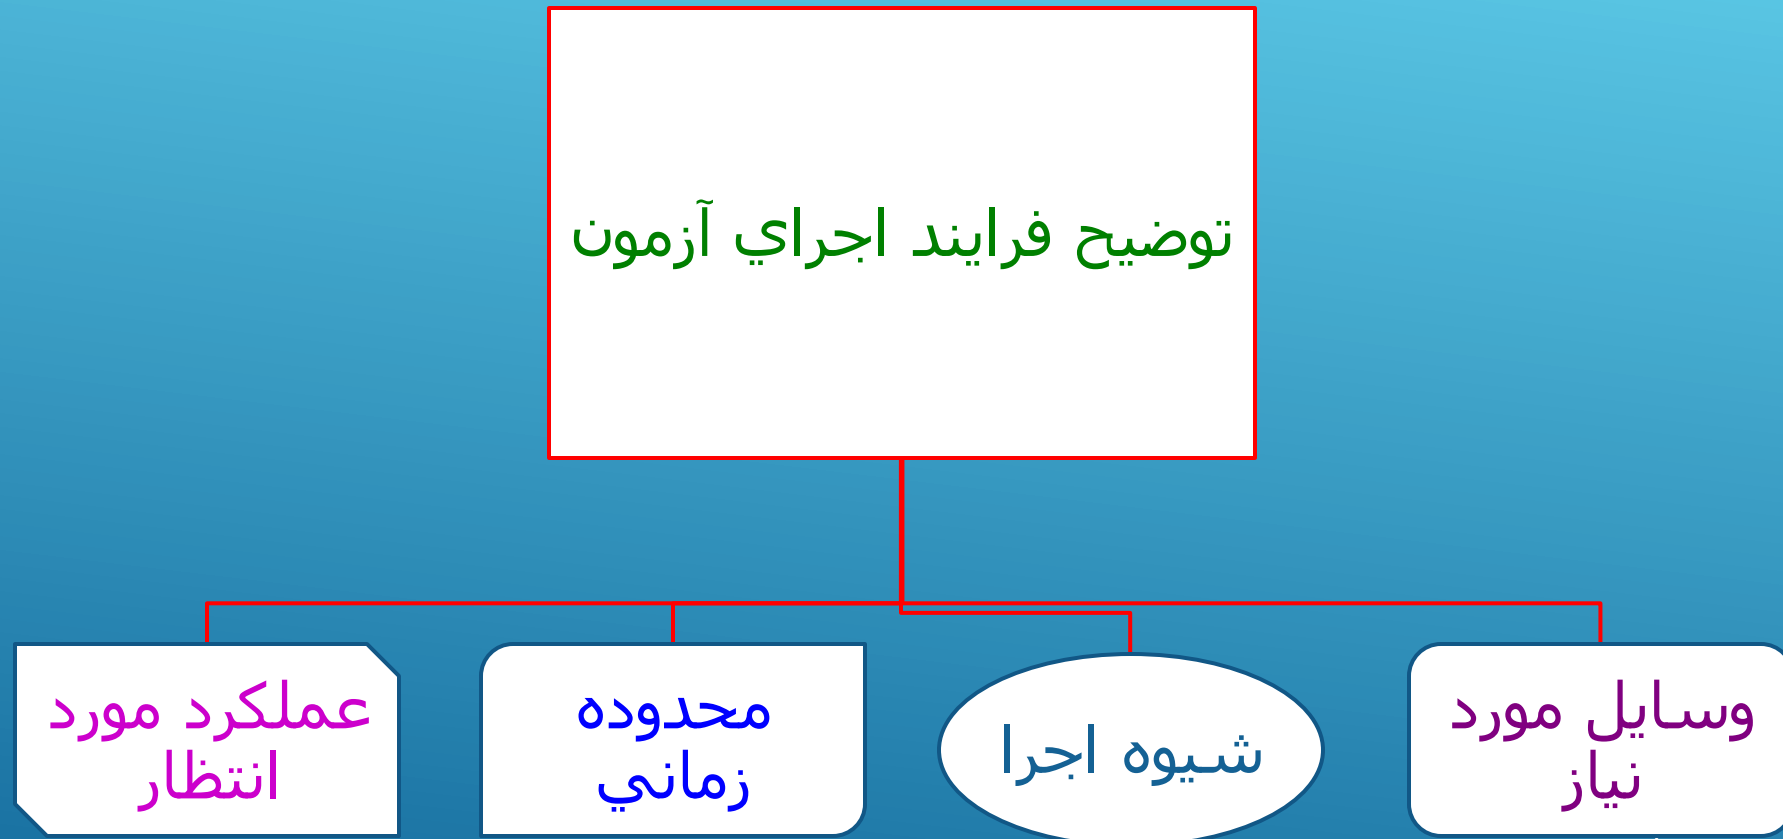 توضيح فرايند اجراي آزمون
وسايل مورد
نياز
شيوه اجرا
محدوده
زماني
عملكرد مورد
انتظار